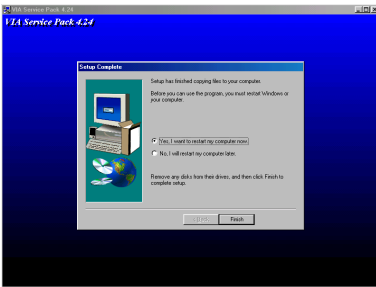 VIA Service Pack 4.24
VIA Service Pack 4.24
Setup Complete
Setup has finished copying files to your computer.
Before you can use the program, you must restart Windows or
your computer.
Yes, I want to restart my computer now.
No, I will restart my computer later.
Remove any disks from their drives, and then click Finish to
complete setup.
< Back
Finish